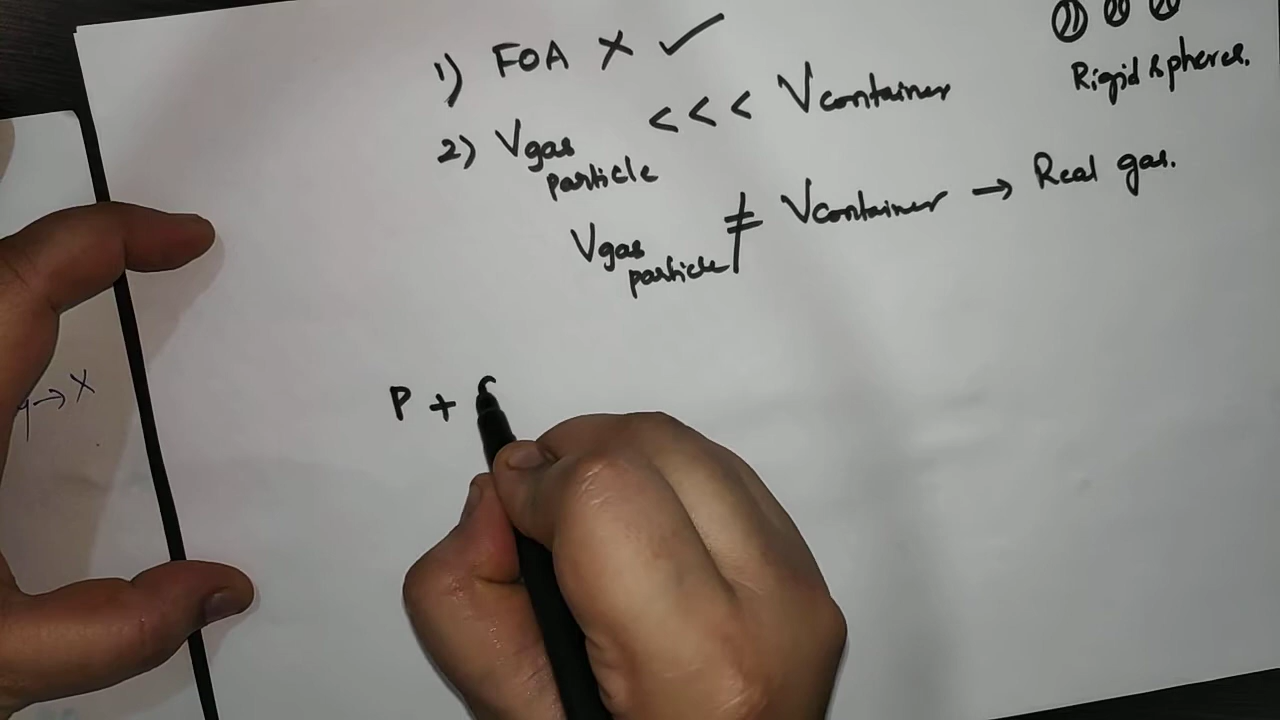 1) FOA × ✓
2) Vgas particle <<< Vcontainer
Rigid spheres.
Vgas particle ≠ Vcontainer → Real gas.
P +
→ X